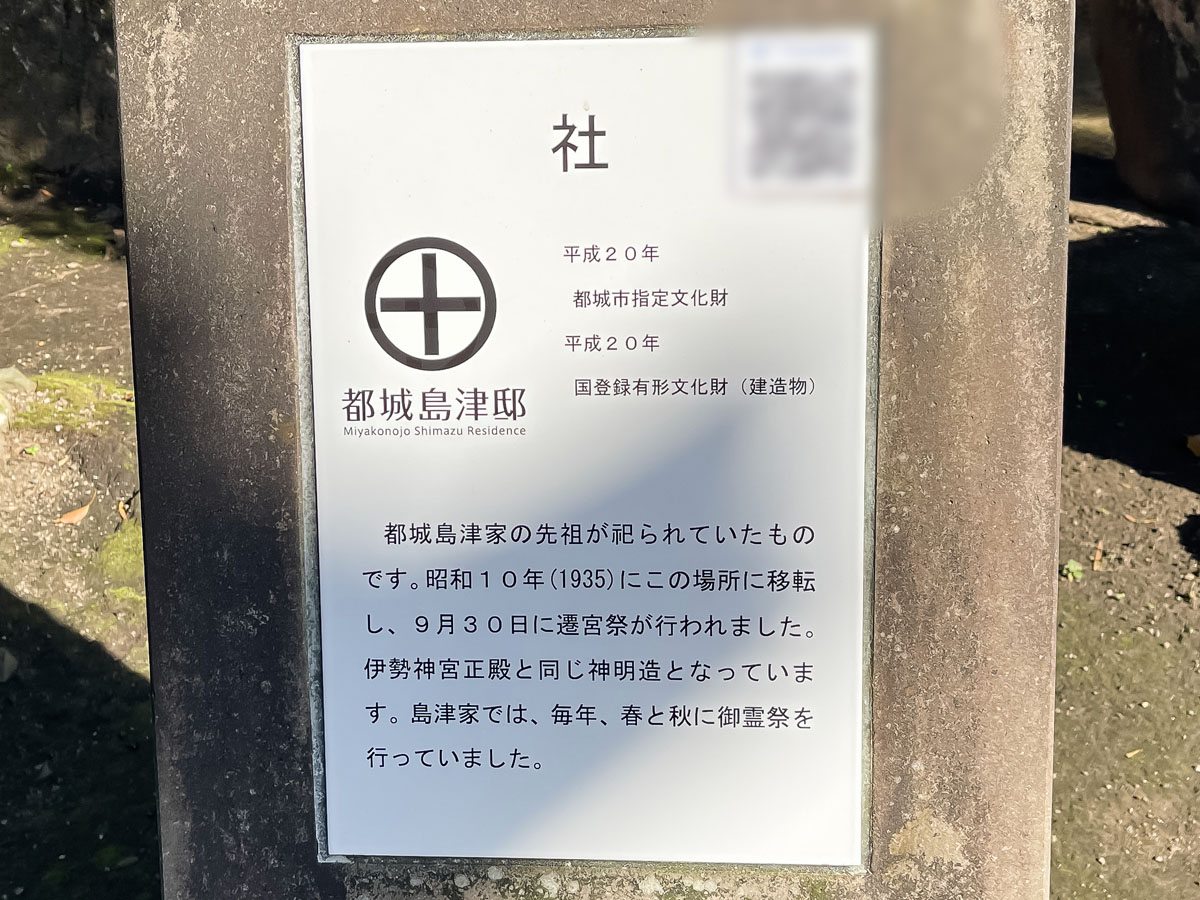 社
平成２０年
都城市指定文化財
平成２０年
国登録有形文化財（建造物）
都城島津邸
Miyakonojo Shimazu Residence
都城島津家の先祖が祀られていたもの
です。昭和１０年(1935)にこの場所に移転
し、９月３０日に遷宮祭が行われました。
伊勢神宮正殿と同じ神明造となっていま
す。島津家では、毎年、春と秋に御霊祭を
行っていました。